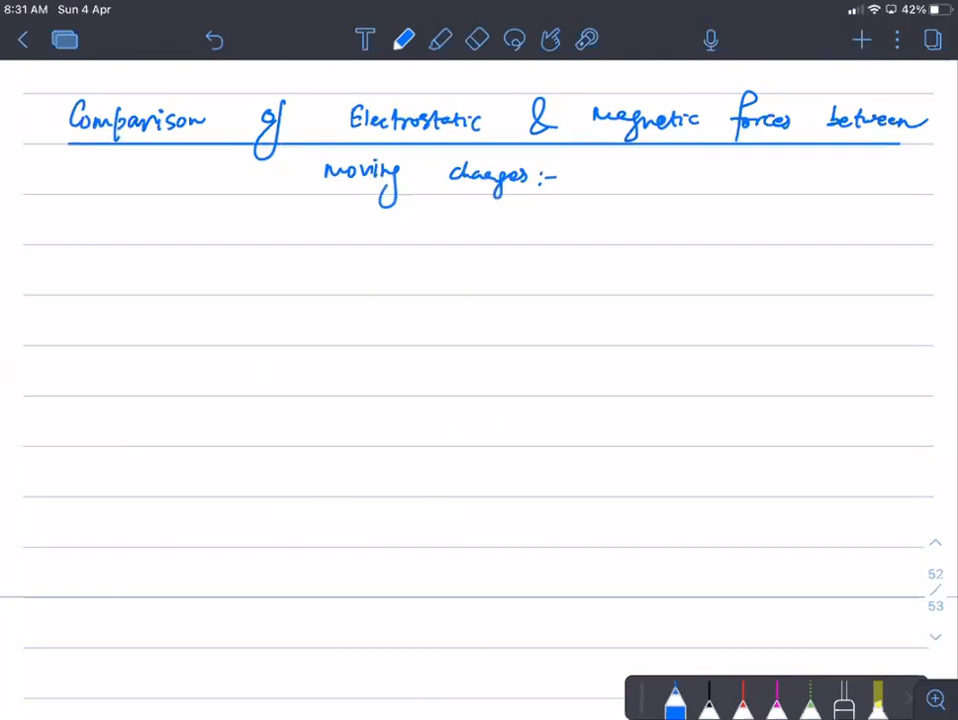 8:31 AM Sun 4 Apr 42%
T
Comparison of Electrostatic & Magnetic forces between
moving charges :-
52
/
53